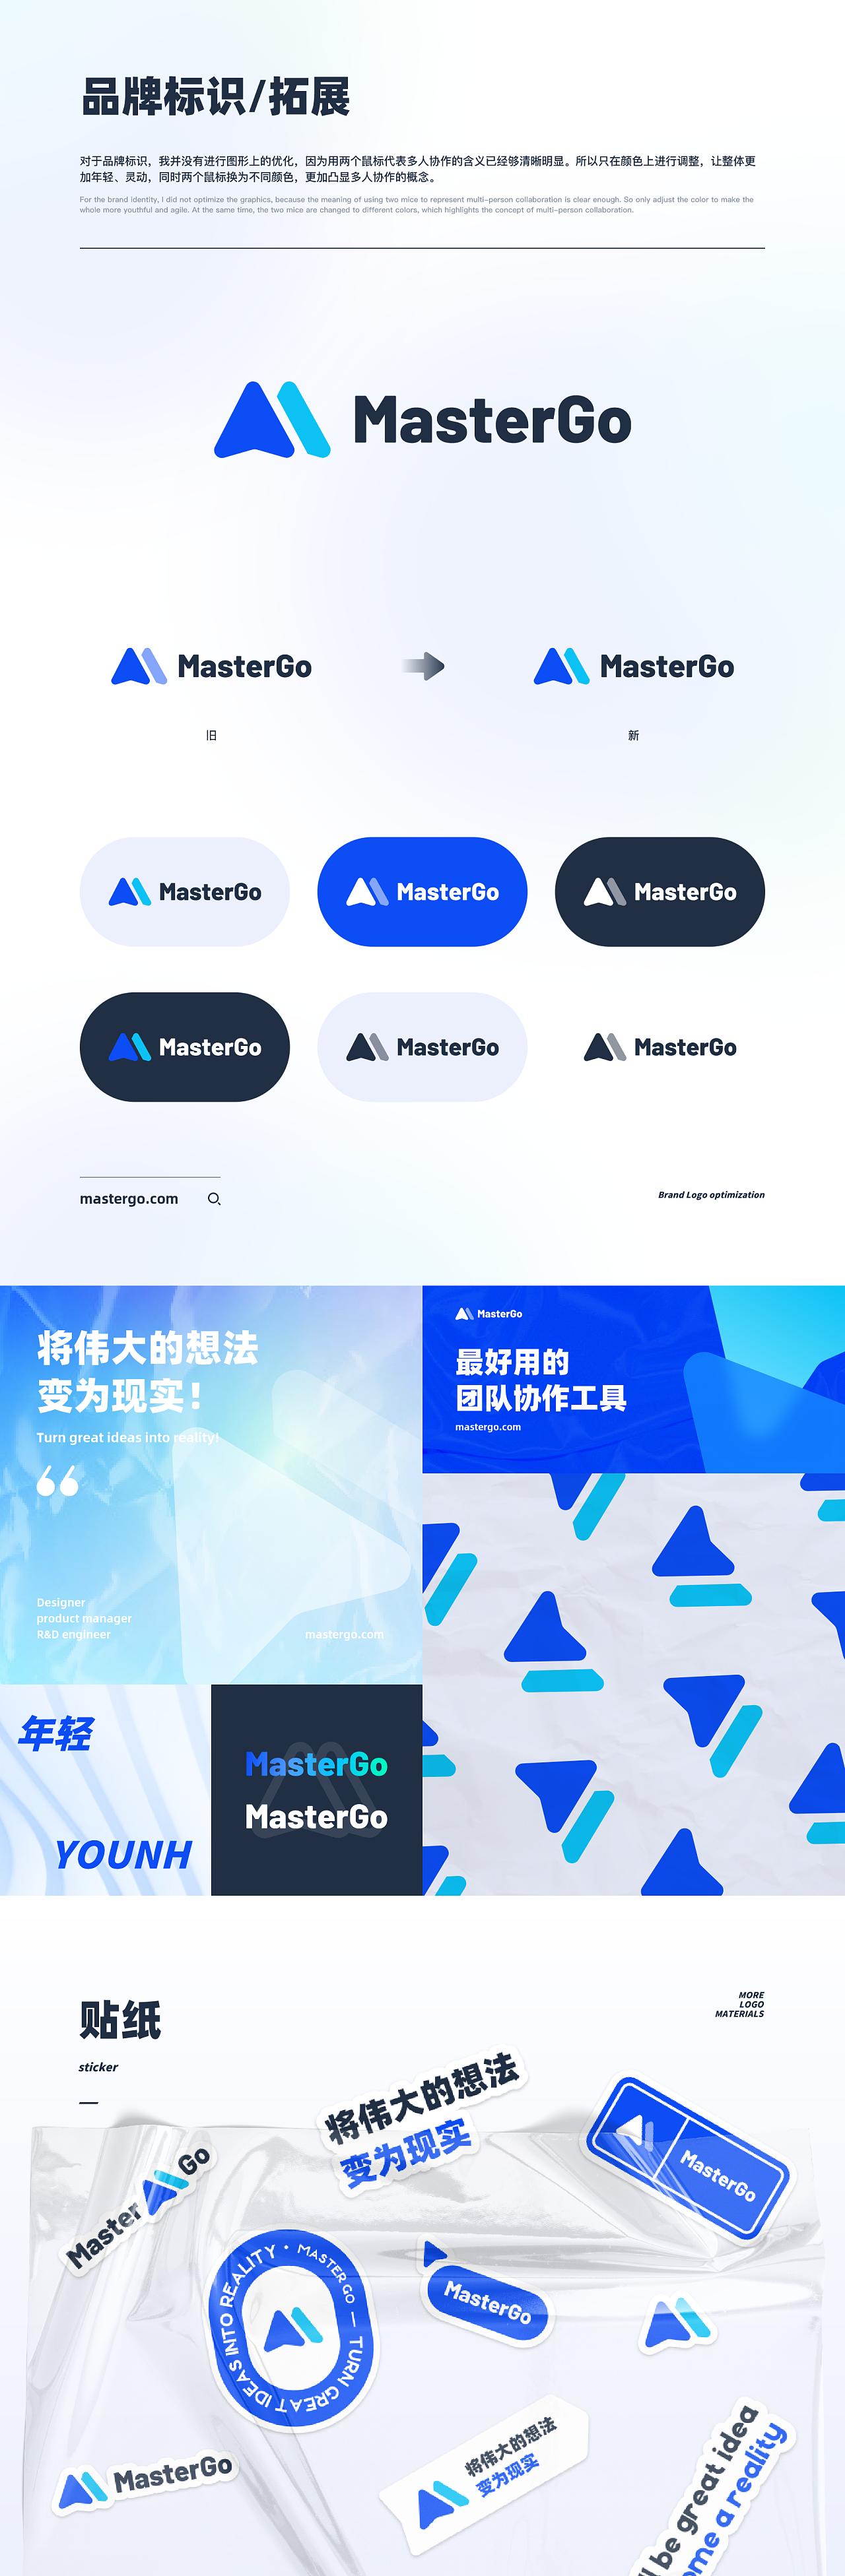 品牌标识/拓展
对于品牌标识，我并没有进行图形上的优化，因为用两个鼠标代表多人协作的含义已经够清晰明显。所以只在颜色上进行调整，让整体更
加年轻、灵动，同时两个鼠标换为不同颜色，更加凸显多人协作的概念。
For the brand identity, I did not optimize the graphics, because the meaning of using two mice to represent multi-person collaboration is clear enough. So only adjust the color to make the
whole more youthful and agile. At the same time, the two mice are changed to different colors, which highlights the concept of multi-person collaboration.
MasterGo
MasterGo
MasterGo
旧
新
MasterGo
MasterGo
MasterGo
MasterGo
MasterGo
MasterGo
mastergo.com
Brand Logo optimization
将伟大的想法
变为现实！
Turn great ideas into reality!
Designer
product manager
R&D engineer
mastergo.com
MasterGo
最好用的
团队协作工具
mastergo.com
年轻
YOUNH
MasterGo
MasterGo
贴纸
sticker
MORE
LOGO
MATERIALS
将伟大的想法
变为现实
MasterGo
Master Go
MASTER GO — TURN GREAT IDEAS INTO REALITY •
MasterGo
MasterGo
将伟大的想法
变为现实
be great idea
ome a reality